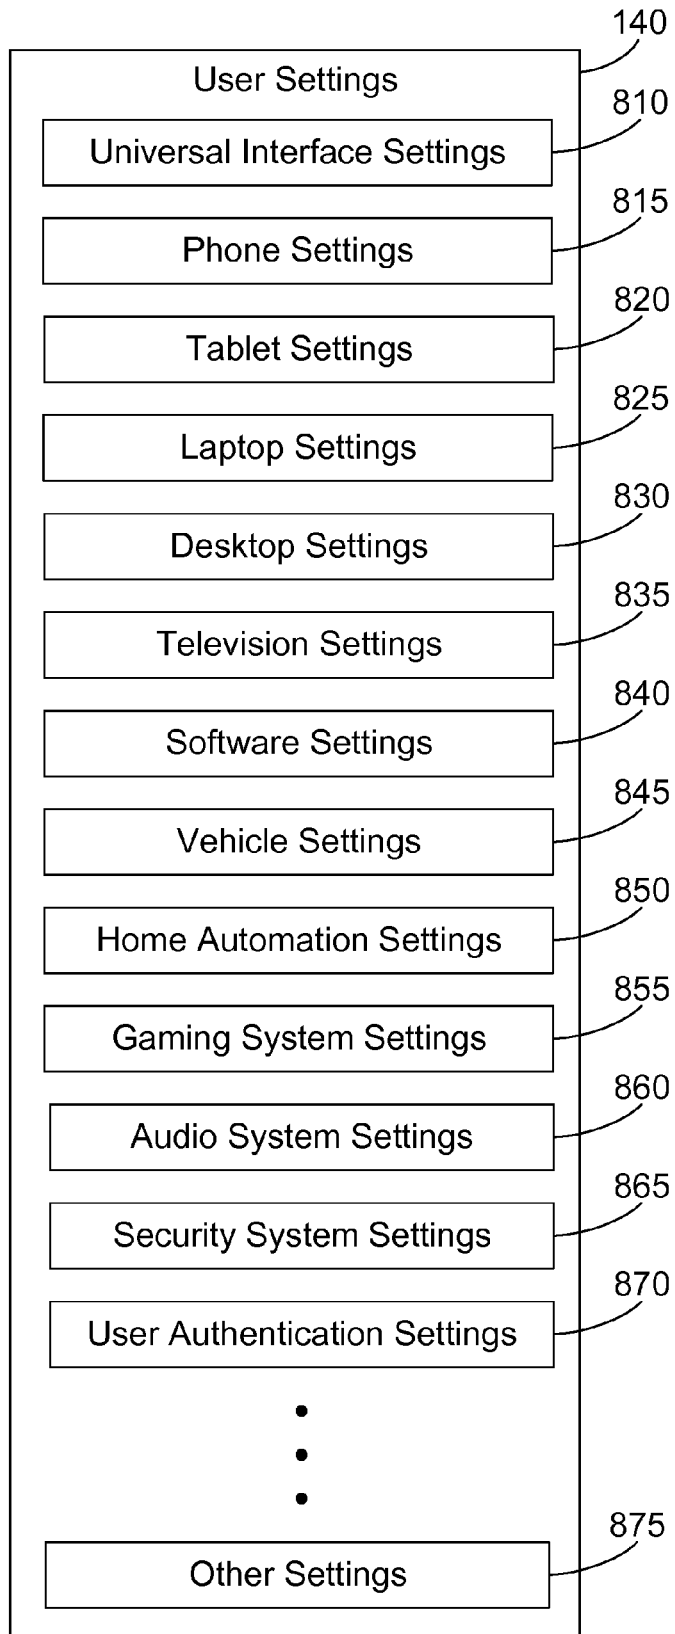 140
User Settings
810
Universal Interface Settings
815
Phone Settings
820
Tablet Settings
825
Laptop Settings
830
Desktop Settings
835
Television Settings
840
Software Settings
845
Vehicle Settings
850
Home Automation Settings
855
Gaming System Settings
860
Audio System Settings
865
Security System Settings
870
User Authentication Settings
875
Other Settings